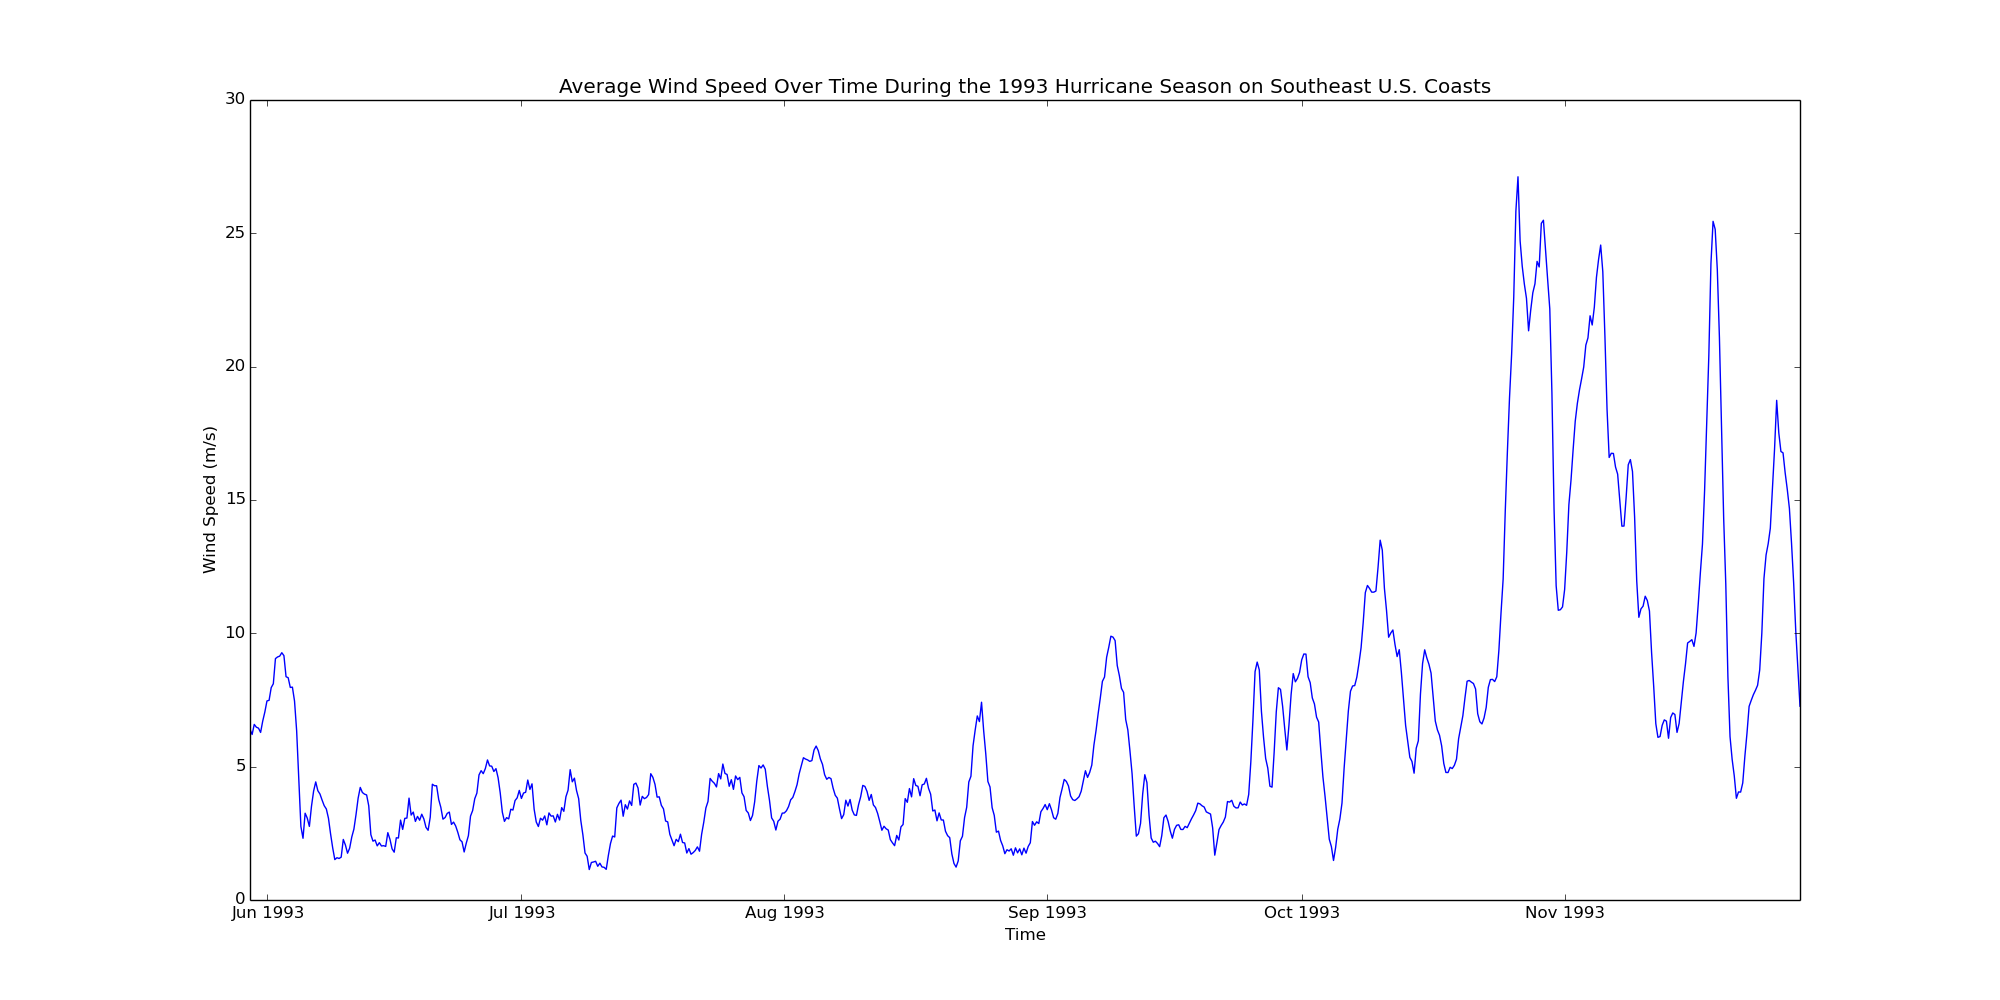 Average Wind Speed Over Time During the 1993 Hurricane Season on Southeast U.S. Coasts
30
25
20
15
10
5
0
Wind Speed (m/s)
Jun 1993 Jul 1993 Aug 1993 Sep 1993 Oct 1993 Nov 1993
Time